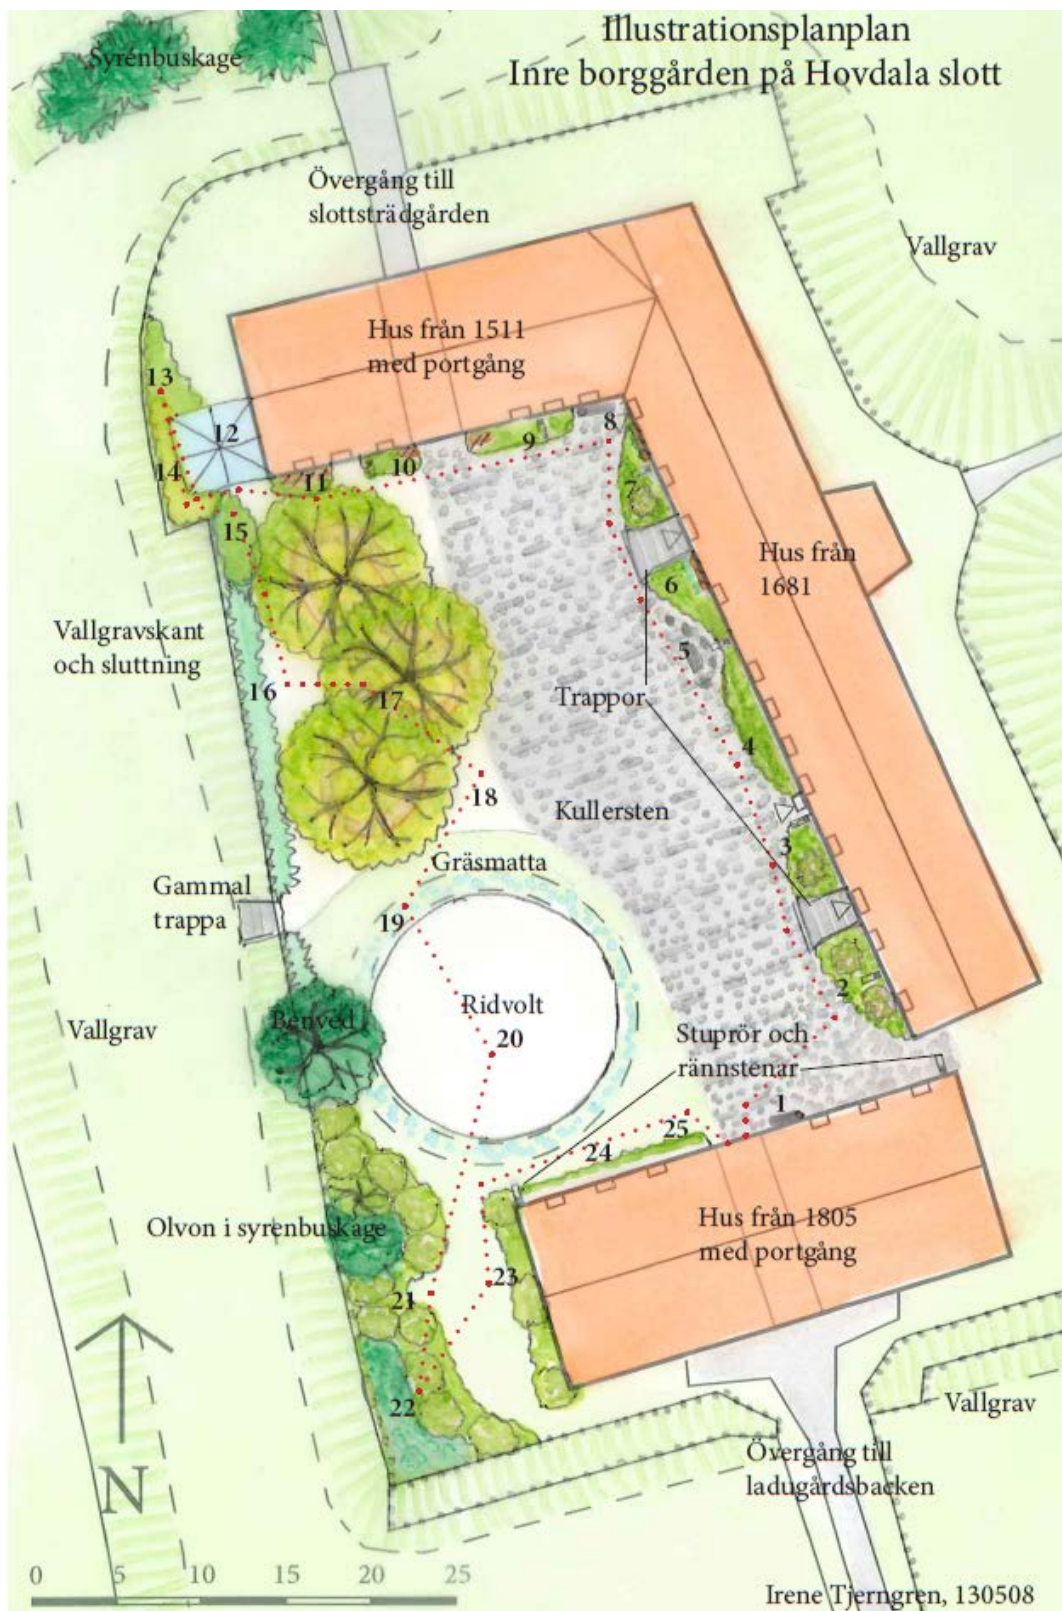 Illustrationsplanplan
Inre borggården på Hovdala slott
Syrénbuskage
Övergång till
slottsträdgården
Vallgrav
Hus från 1511
med portgång
13
12
14
11
10
9
8
7
15
Hus från
1681
6
5
Vallgravskant
och sluttning
16
17
Trappor
4
18
Kullersten
3
Gräsmatta
Gammal
trappa
19
2
Ridvolt
20
Benved
Vallgrav
Stuprör och
rännstenar
1
25
24
Olvon i syrenbuskage
Hus från 1805
med portgång
23
21
22
Vallgrav
Övergång till
ladugårdsbacken
N
0 5 10 15 20 25
Irene Tjerngren, 130508